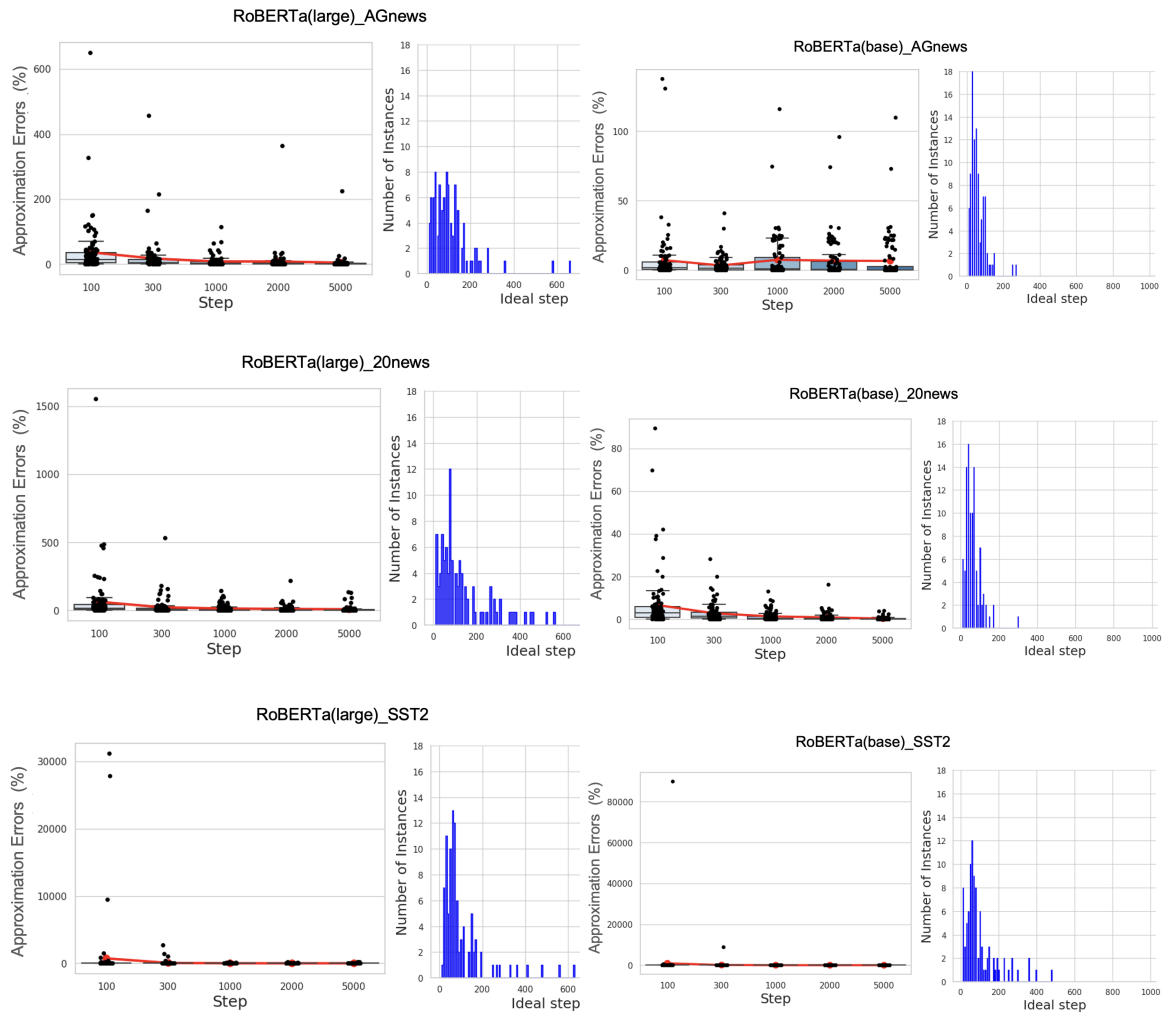 RoBERTa(large)_AGnews
600
400
200
0
100 300 1000 2000 5000
Step
Approximation Errors (%)
18
16
14
12
10
8
6
4
2
0
0 200 400 600
Ideal step
Number of Instances
RoBERTa(base)_AGnews
100
50
0
100 300 1000 2000 5000
Step
Approximation Errors (%)
18
16
14
12
10
8
6
4
2
0
0 200 400 600 800 1000
Ideal step
Number of Instances
RoBERTa(large)_20news
1500
1000
500
0
100 300 1000 2000 5000
Step
Approximation Errors (%)
18
16
14
12
10
8
6
4
2
0
0 200 400 600
Ideal step
Number of Instances
RoBERTa(base)_20news
80
60
40
20
0
100 300 1000 2000 5000
Step
Approximation Errors (%)
18
16
14
12
10
8
6
4
2
0
0 200 400 600 800 1000
Ideal step
Number of Instances
RoBERTa(large)_SST2
30000
20000
10000
0
100 300 1000 2000 5000
Step
Approximation Errors (%)
18
16
14
12
10
8
6
4
2
0
0 200 400 600
Ideal step
Number of Instances
RoBERTa(base)_SST2
80000
60000
40000
20000
0
100 300 1000 2000 5000
Step
Approximation Errors (%)
18
16
14
12
10
8
6
4
2
0
0 200 400 600 800 1000
Ideal step
Number of Instances